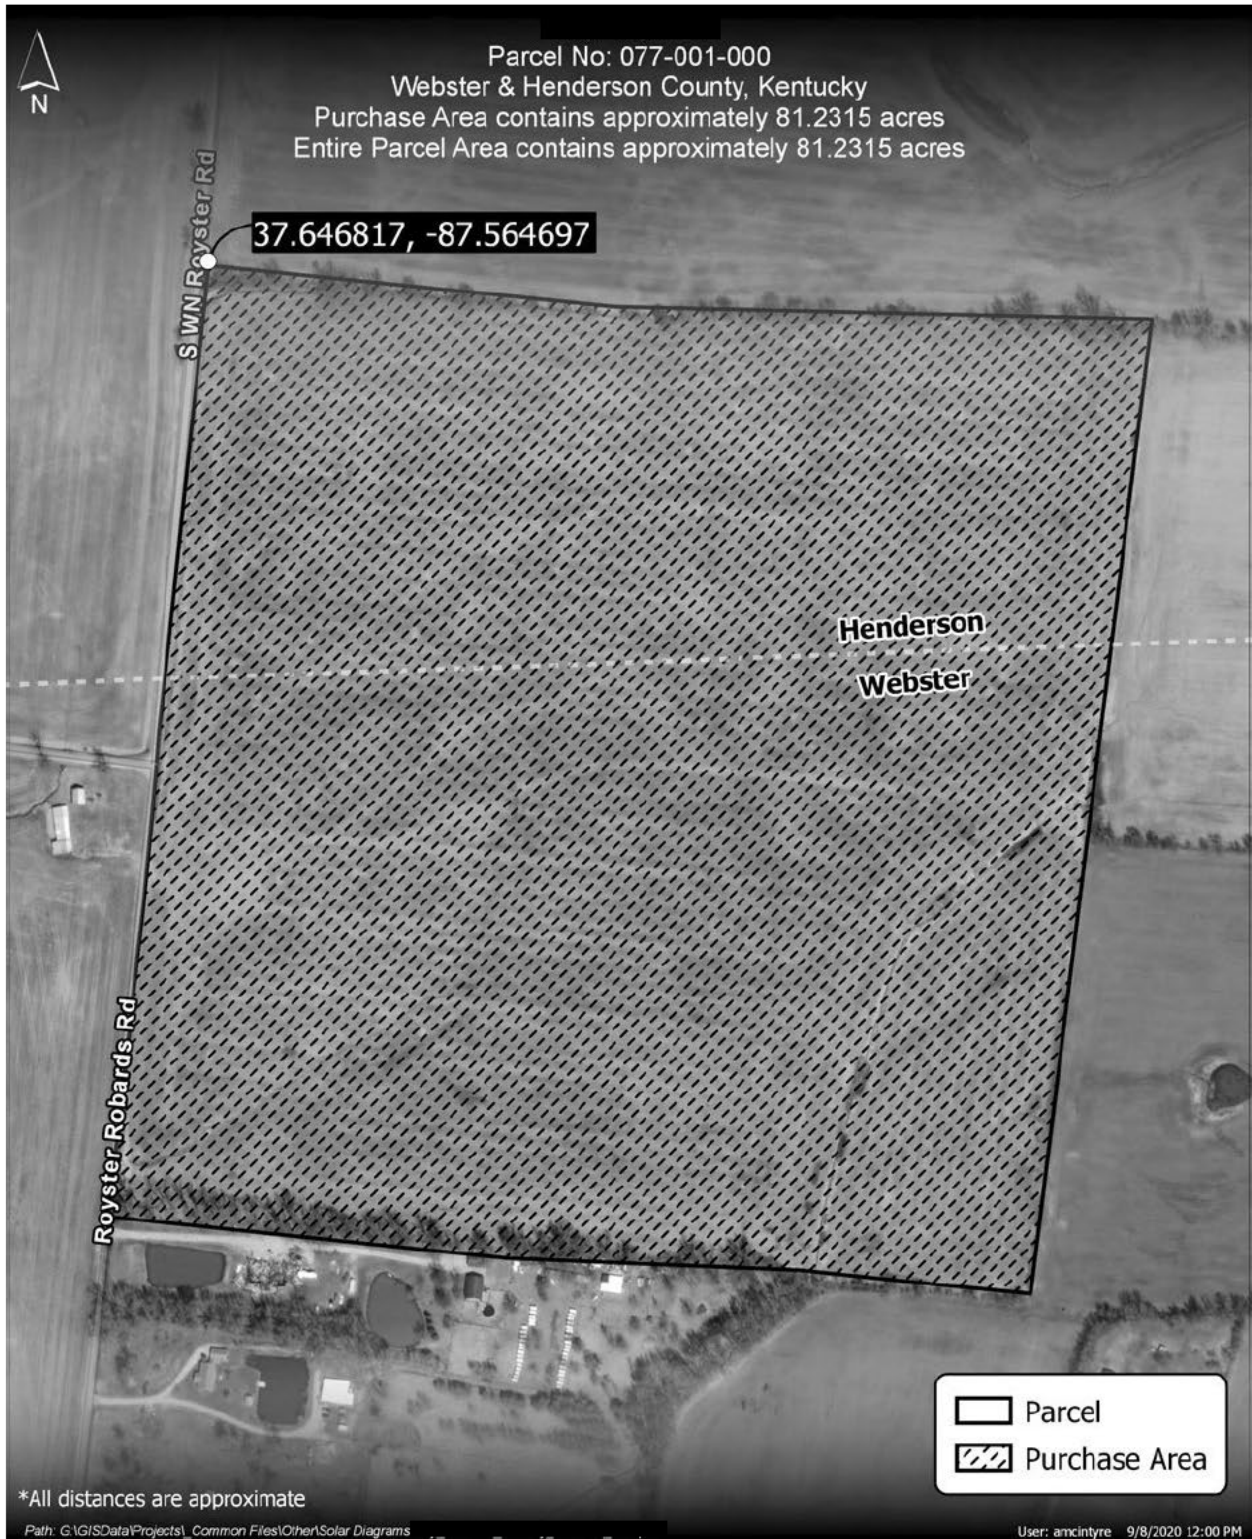 Parcel No: 077-001-000
Webster & Henderson County, Kentucky
Purchase Area contains approximately 81.2315 acres
Entire Parcel Area contains approximately 81.2315 acres
N
S WN Royster Rd
37.646817, -87.564697
Henderson
Webster
Royster Robards Rd
Parcel
Purchase Area
*All distances are approximate
Path: G:\GISData\Projects\_Common Files\Other\Solar Diagrams
User: amcintyre 9/8/2020 12:00 PM